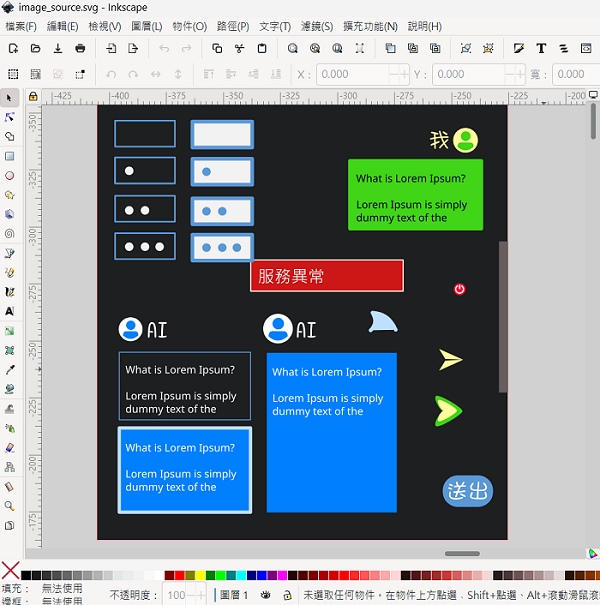 image_source.svg - Inkscape
檔案(F) 編輯(E) 檢視(V) 圖層(L) 物件(O) 路徑(P) 文字(T) 濾鏡(S) 擴充功能(N) 說明(H)
X: 0.000 Y: 0.000 寬: 0.000
-425 -400 -375 -350 -325 -300 -275 -250 -225 -200
-350
-325
-300
-275
-250
-225
-200
-175
我
What is Lorem Ipsum?
Lorem Ipsum is simply
dummy text of the
服務異常
AI
What is Lorem Ipsum?
Lorem Ipsum is simply
dummy text of the
What is Lorem Ipsum?
Lorem Ipsum is simply
dummy text of the
AI
What is Lorem Ipsum?
Lorem Ipsum is simply
dummy text of the
送出
填充: 無法使用
邊框: 無法使用
不透明度: 100
圖層 1
未選取任何物件。在物件上方點選、Shift+點選、Alt+滾動滑鼠滾